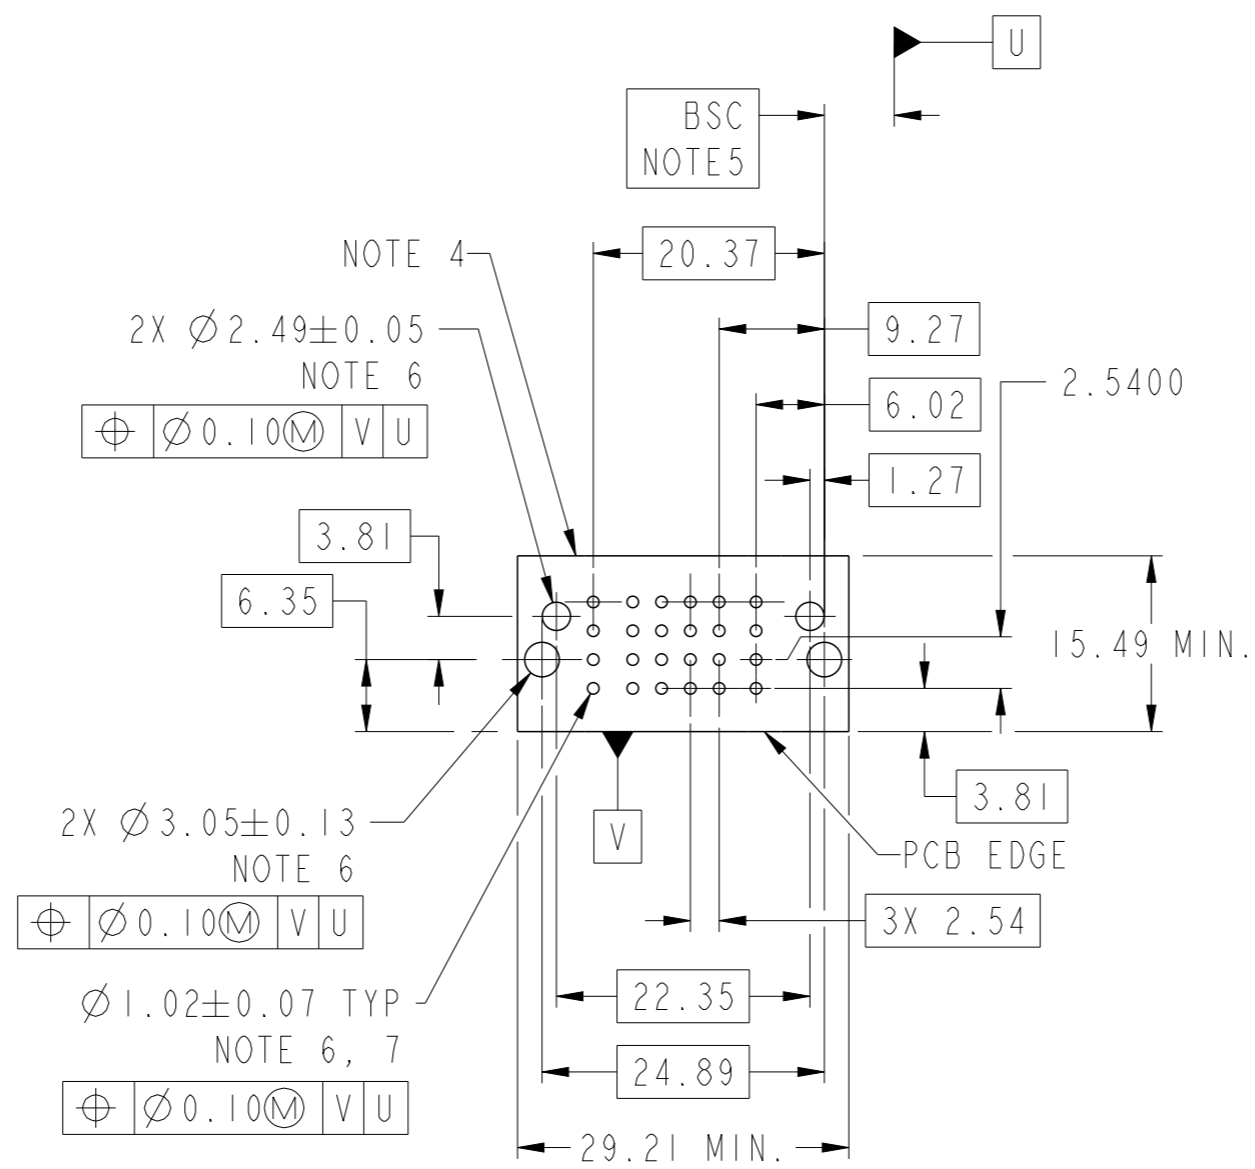 U
BSC
NOTE5
20.37
NOTE 4
2X ∅2.49±0.05
NOTE 6
9.27
2.5400
6.02
⌖ ∅0.10Ⓜ V U
1.27
3.81
6.35
15.49 MIN.
3.81
2X ∅3.05±0.13
NOTE 6
V
PCB EDGE
⌖ ∅0.10Ⓜ V U
3X 2.54
∅1.02±0.07 TYP
NOTE 6, 7
22.35
24.89
⌖ ∅0.10Ⓜ V U
29.21 MIN.